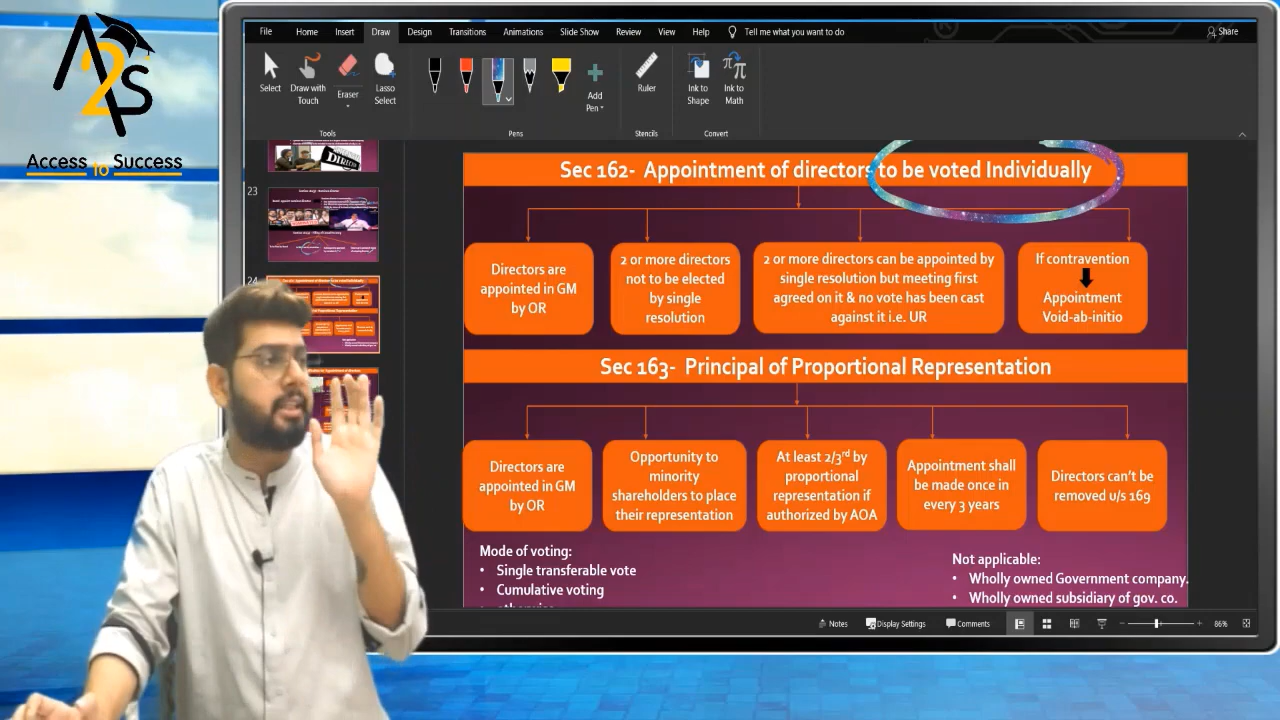 A2S
Access to Success
File Home Insert Draw Design Transitions Animations Slide Show Review View Help Tell me what you want to do Share
Select
Draw with
Touch
Eraser
Lasso
Select
Add
Pen
Ruler
Ink to
Shape
Ink to
Math
Tools
Pens
Stencils
Convert
23
24
Sec 162- Appointment of directors to be voted Individually
Directors are
appointed in GM
by OR
2 or more directors
not to be elected
by single
resolution
2 or more directors can be appointed by
single resolution but meeting first
agreed on it & no vote has been cast
against it i.e. UR
If contravention
Appointment
Void-ab-initio
Sec 163- Principal of Proportional Representation
Directors are
appointed in GM
by OR
Opportunity to
minority
shareholders to place
their representation
At least 2/3rd by
proportional
representation if
authorized by AOA
Appointment shall
be made once in
every 3 years
Directors can't be
removed u/s 169
Mode of voting:
• Single transferable vote
• Cumulative voting
Not applicable:
• Wholly owned Government company.
• Wholly owned subsidiary of gov. co.
Notes Display Settings Comments 86%